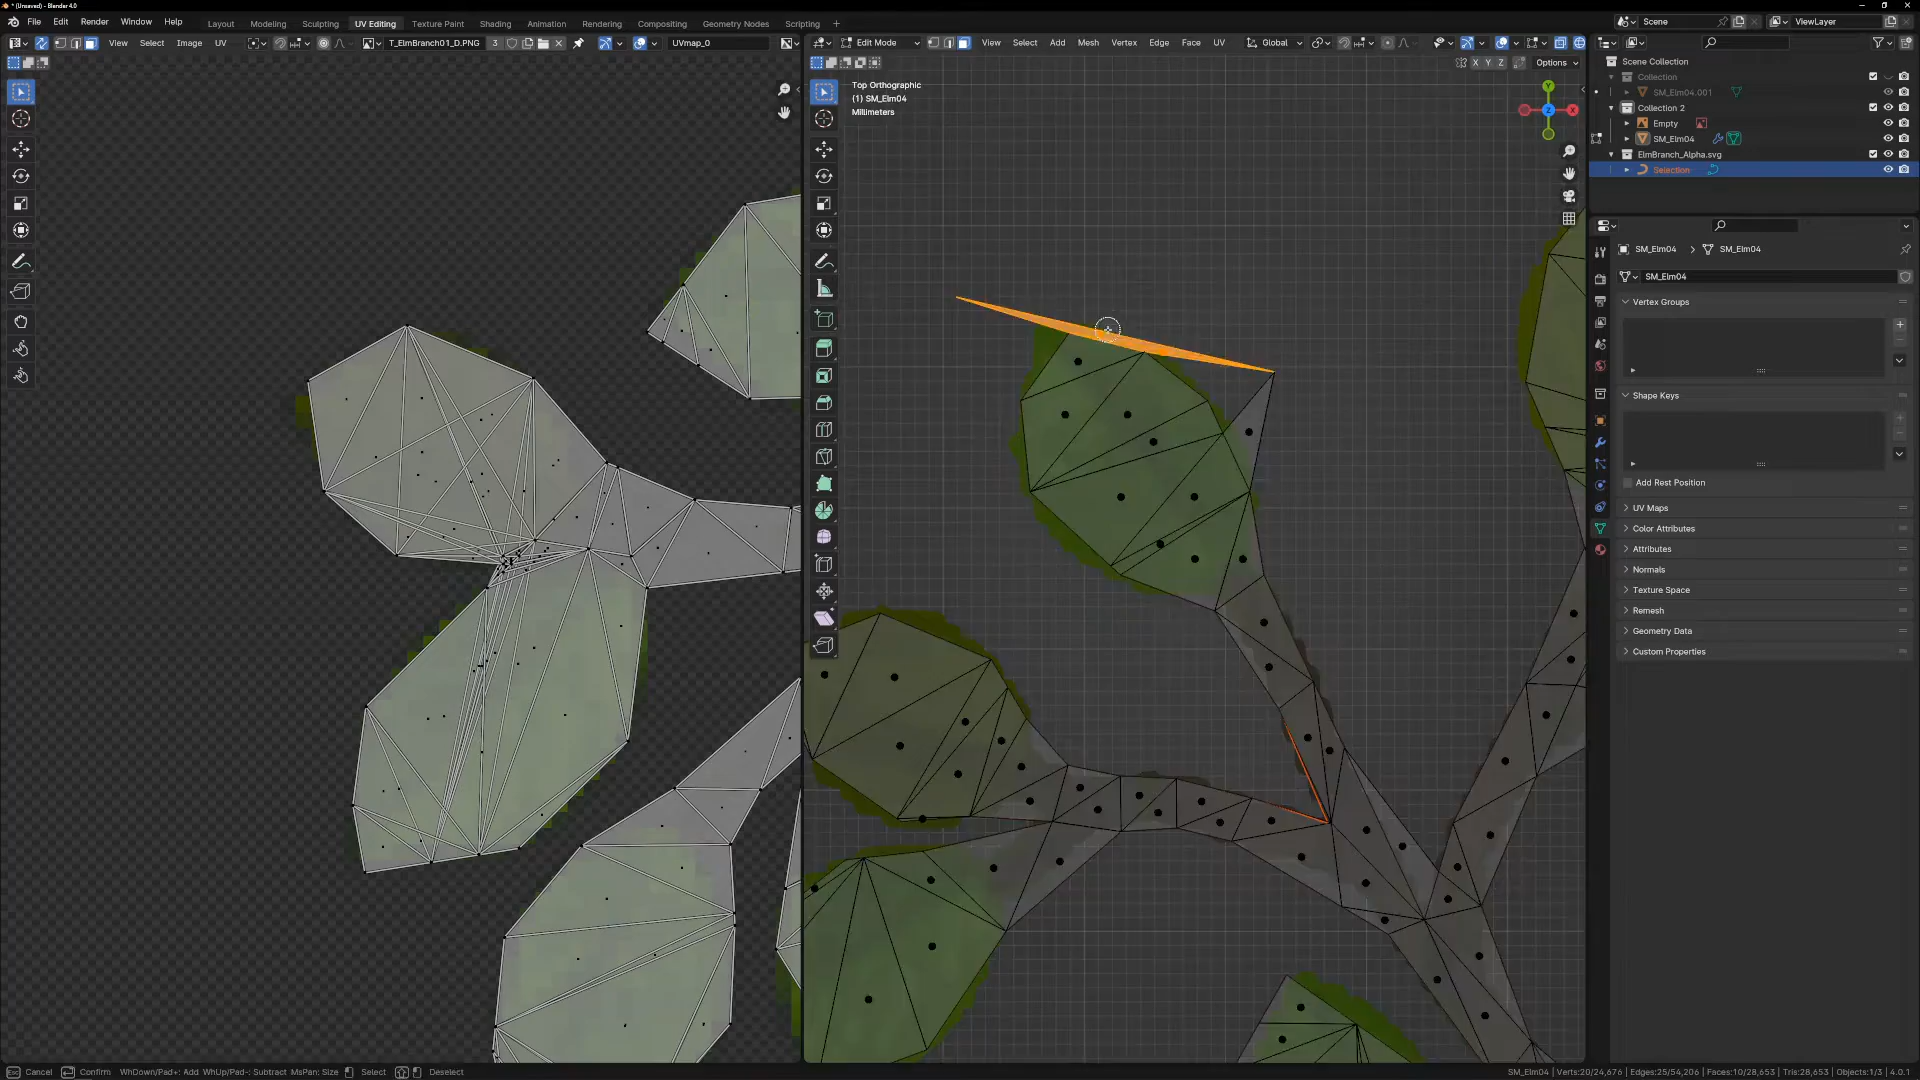 * (Unsaved) - Blender 4.0
File Edit Render Window Help
Layout Modeling Sculpting UV Editing Texture Paint Shading Animation Rendering Compositing Geometry Nodes Scripting +
Scene
ViewLayer
View Select Image UV
T_ElmBranch01_D.PNG 3
UVmap_0
Edit Mode
View Select Add Mesh Vertex Edge Face UV
Global
X Y Z
Options
Top Orthographic
(1) SM_Elm04
Millimeters
Y
Z
X
Scene Collection
Collection
SM_Elm04.001
Collection 2
Empty
SM_Elm04
ElmBranch_Alpha.svg
Selection
SM_Elm04 > SM_Elm04
SM_Elm04
Vertex Groups
Shape Keys
Add Rest Position
UV Maps
Color Attributes
Attributes
Normals
Texture Space
Remesh
Geometry Data
Custom Properties
Esc Cancel Confirm WhDown/Pad+: Add WhUp/Pad-: Subtract MsPan: Size Select Deselect
SM_Elm04 | Verts:20/24,676 | Edges:25/54,206 | Faces:10/28,653 | Tris:28,653 | Objects:1/3 | 4.0.1